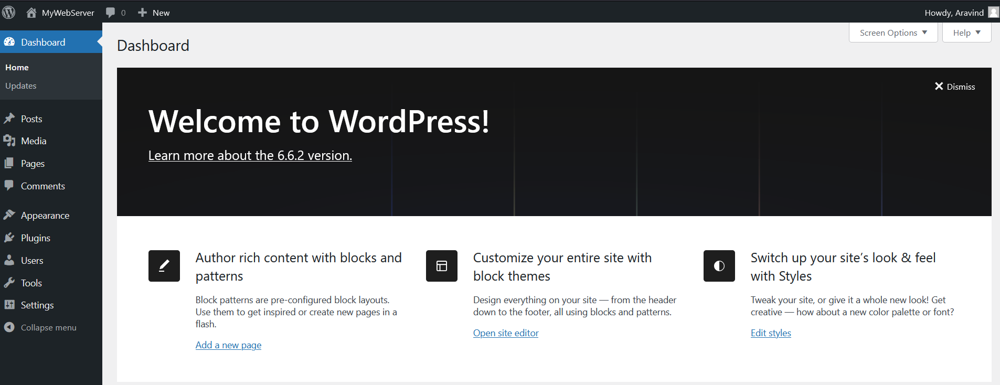 MyWebServer 0 New Howdy, Aravind
Screen Options Help
Dashboard
Home
Updates
Posts
Media
Pages
Comments
Appearance
Plugins
Users
Tools
Settings
Collapse menu
Dashboard
Dismiss
Welcome to WordPress!
Learn more about the 6.6.2 version.
Author rich content with blocks and
patterns
Block patterns are pre-configured block layouts.
Use them to get inspired or create new pages in a
flash.
Add a new page
Customize your entire site with
block themes
Design everything on your site — from the header
down to the footer, all using blocks and patterns.
Open site editor
Switch up your site’s look & feel
with Styles
Tweak your site, or give it a whole new look! Get
creative — how about a new color palette or font?
Edit styles